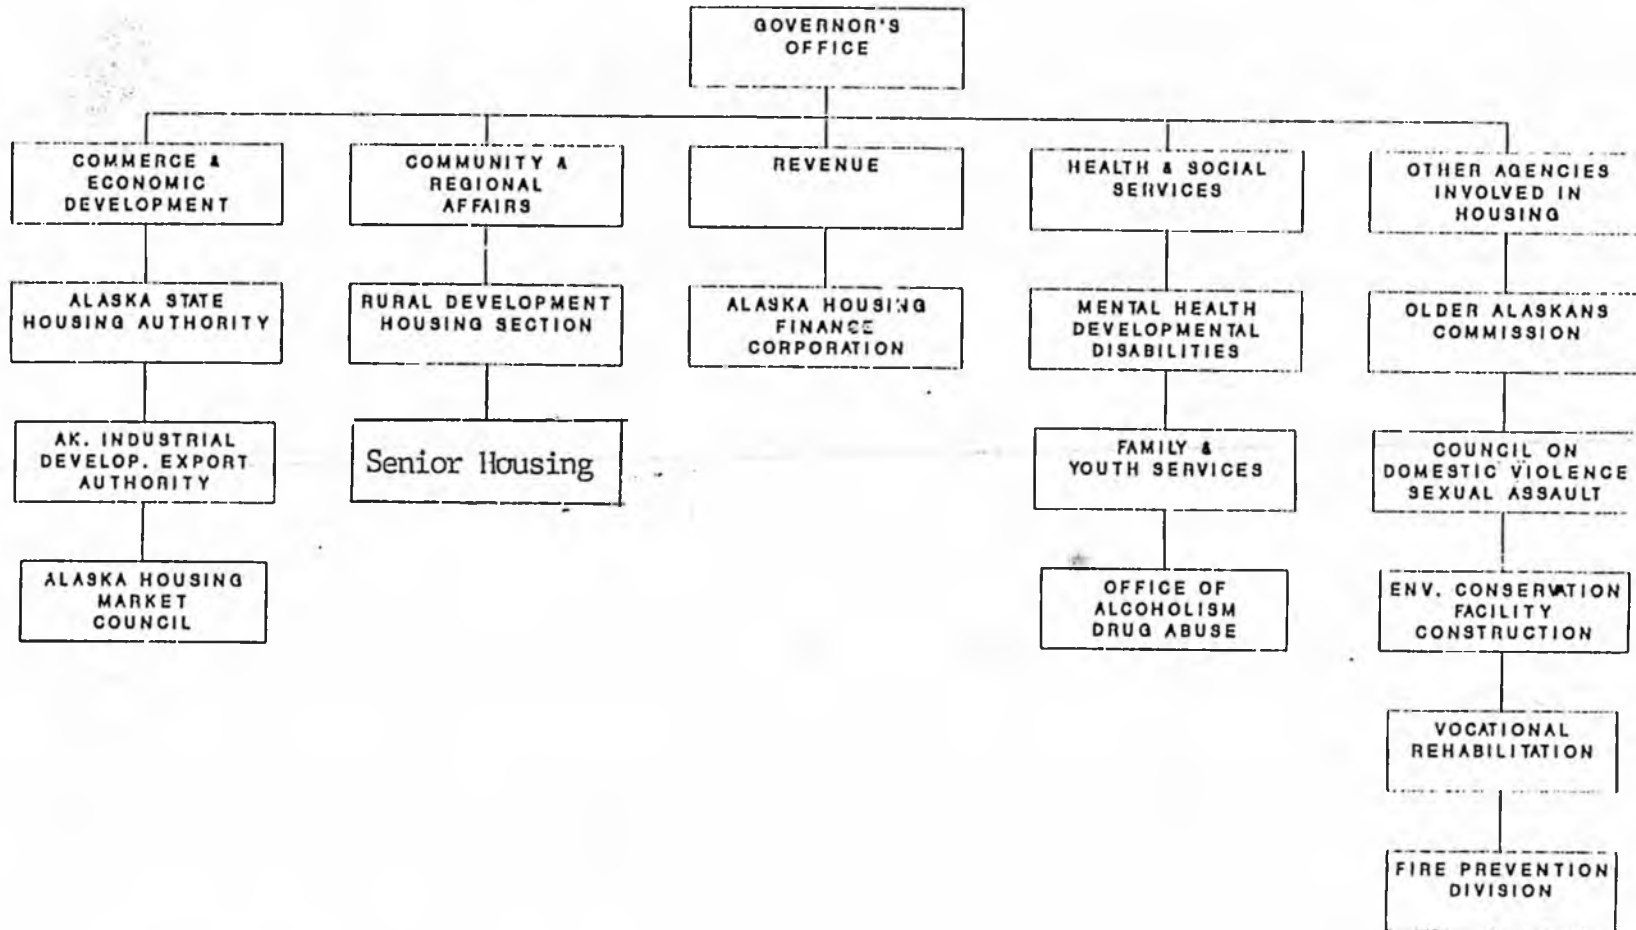 GOVERNOR'S
OFFICE
COMMERCE &
ECONOMIC
DEVELOPMENT
COMMUNITY &
REGIONAL
AFFAIRS
REVENUE
HEALTH & SOCIAL
SERVICES
OTHER AGENCIES
INVOLVED IN
HOUSING
ALASKA STATE
HOUSING AUTHORITY
RURAL DEVELOPMENT
HOUSING SECTION
ALASKA HOUSING
FINANCE
CORPORATION
MENTAL HEALTH
DEVELOPMENTAL
DISABILITIES
OLDER ALASKANS
COMMISSION
AK. INDUSTRIAL
DEVELOP. EXPORT
AUTHORITY
Senior Housing
FAMILY &
YOUTH SERVICES
COUNCIL ON
DOMESTIC VIOLENCE
SEXUAL ASSAULT
ALASKA HOUSING
MARKET
COUNCIL
OFFICE OF
ALCOHOLISM
DRUG ABUSE
ENV. CONSERVATION
FACILITY
CONSTRUCTION
VOCATIONAL
REHABILITATION
FIRE PREVENTION
DIVISION